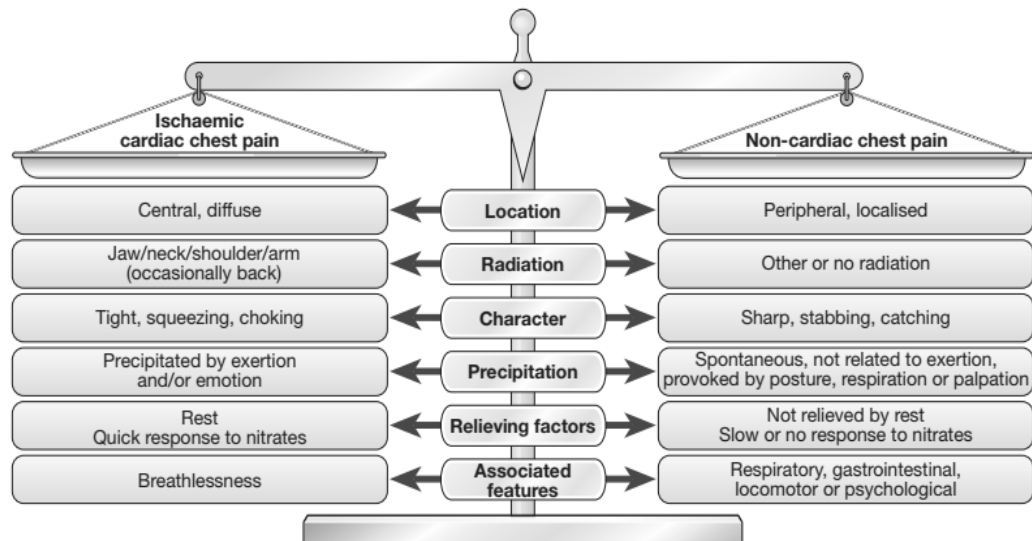 Ischaemic
cardiac chest pain
Non-cardiac chest pain
Central, diffuse
Location
Peripheral, localised
Jaw/neck/shoulder/arm
(occasionally back)
Radiation
Other or no radiation
Tight, squeezing, choking
Character
Sharp, stabbing, catching
Precipitated by exertion
and/or emotion
Precipitation
Spontaneous, not related to exertion,
provoked by posture, respiration or palpation
Rest
Quick response to nitrates
Relieving factors
Not relieved by rest
Slow or no response to nitrates
Breathlessness
Associated
features
Respiratory, gastrointestinal,
locomotor or psychological